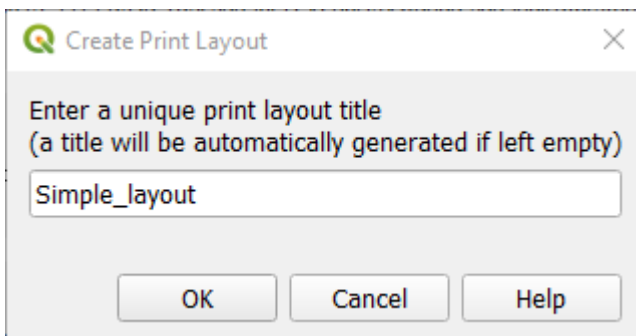 Create Print Layout
Enter a unique print layout title
(a title will be automatically generated if left empty)
Simple_layout
OK Cancel Help